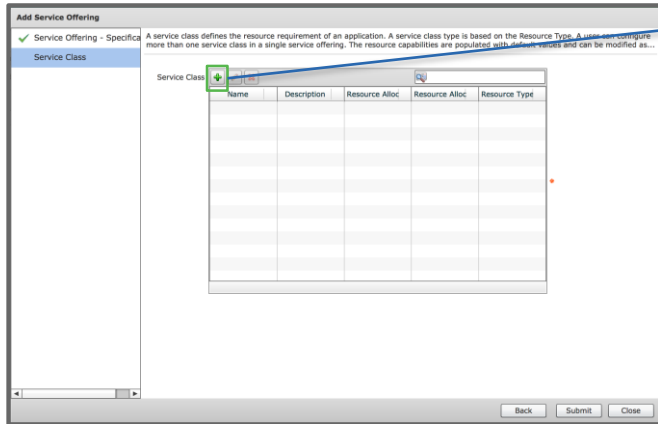 Add Service Offering
Service Offering - Specifica
Service Class
A service class defines the resource requirement of an application. A service class type is based on the Resource Type. A user can configure
more than one service class in a single service offering. The resource capabilities are populated with default values and can be modified as...
Service Class
Name Description Resource Alloc Resource Alloc Resource Type
Back Submit Close